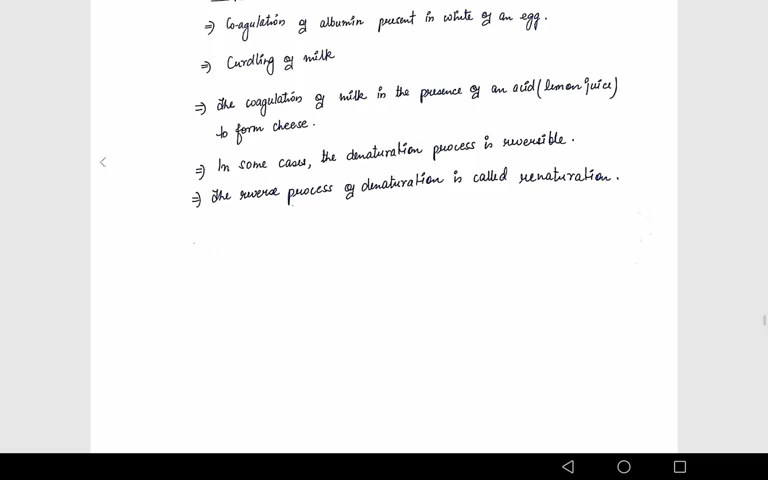 ⇒ Coagulation of albumin present in white of an egg.
⇒ Curdling of milk
⇒ The coagulation of milk in the presence of an acid (lemon juice)
to form cheese.
⇒ In some cases, the denaturation process is reversible.
⇒ The reverse process of denaturation is called renaturation.